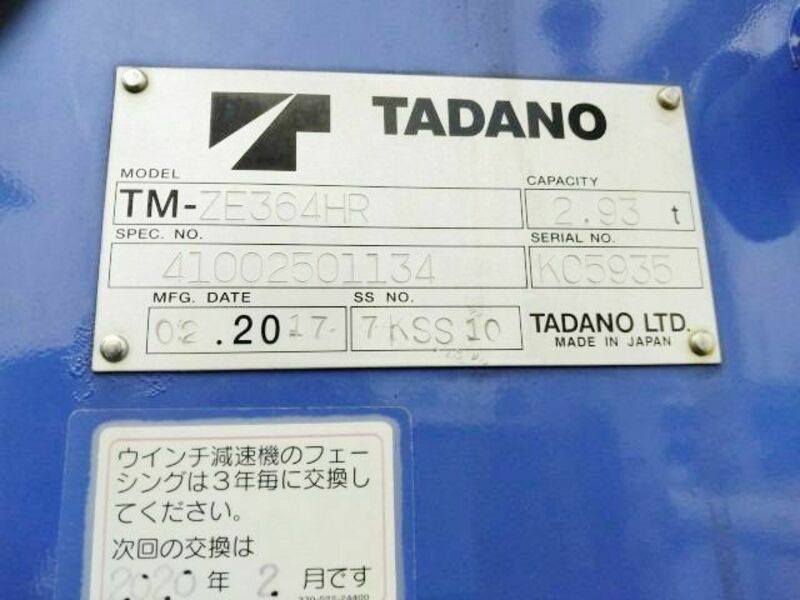 TADANO
MODEL
TM-ZE364HR
CAPACITY
2.93 t
SPEC. NO.
41002501134
SERIAL NO.
KC5935
MFG. DATE
02.2017
SS NO.
7KSS10
TADANO LTD.
MADE IN JAPAN
ウインチ減速機のフェー
シングは3年毎に交換し
てください。
次回の交換は
2020年 2.月です